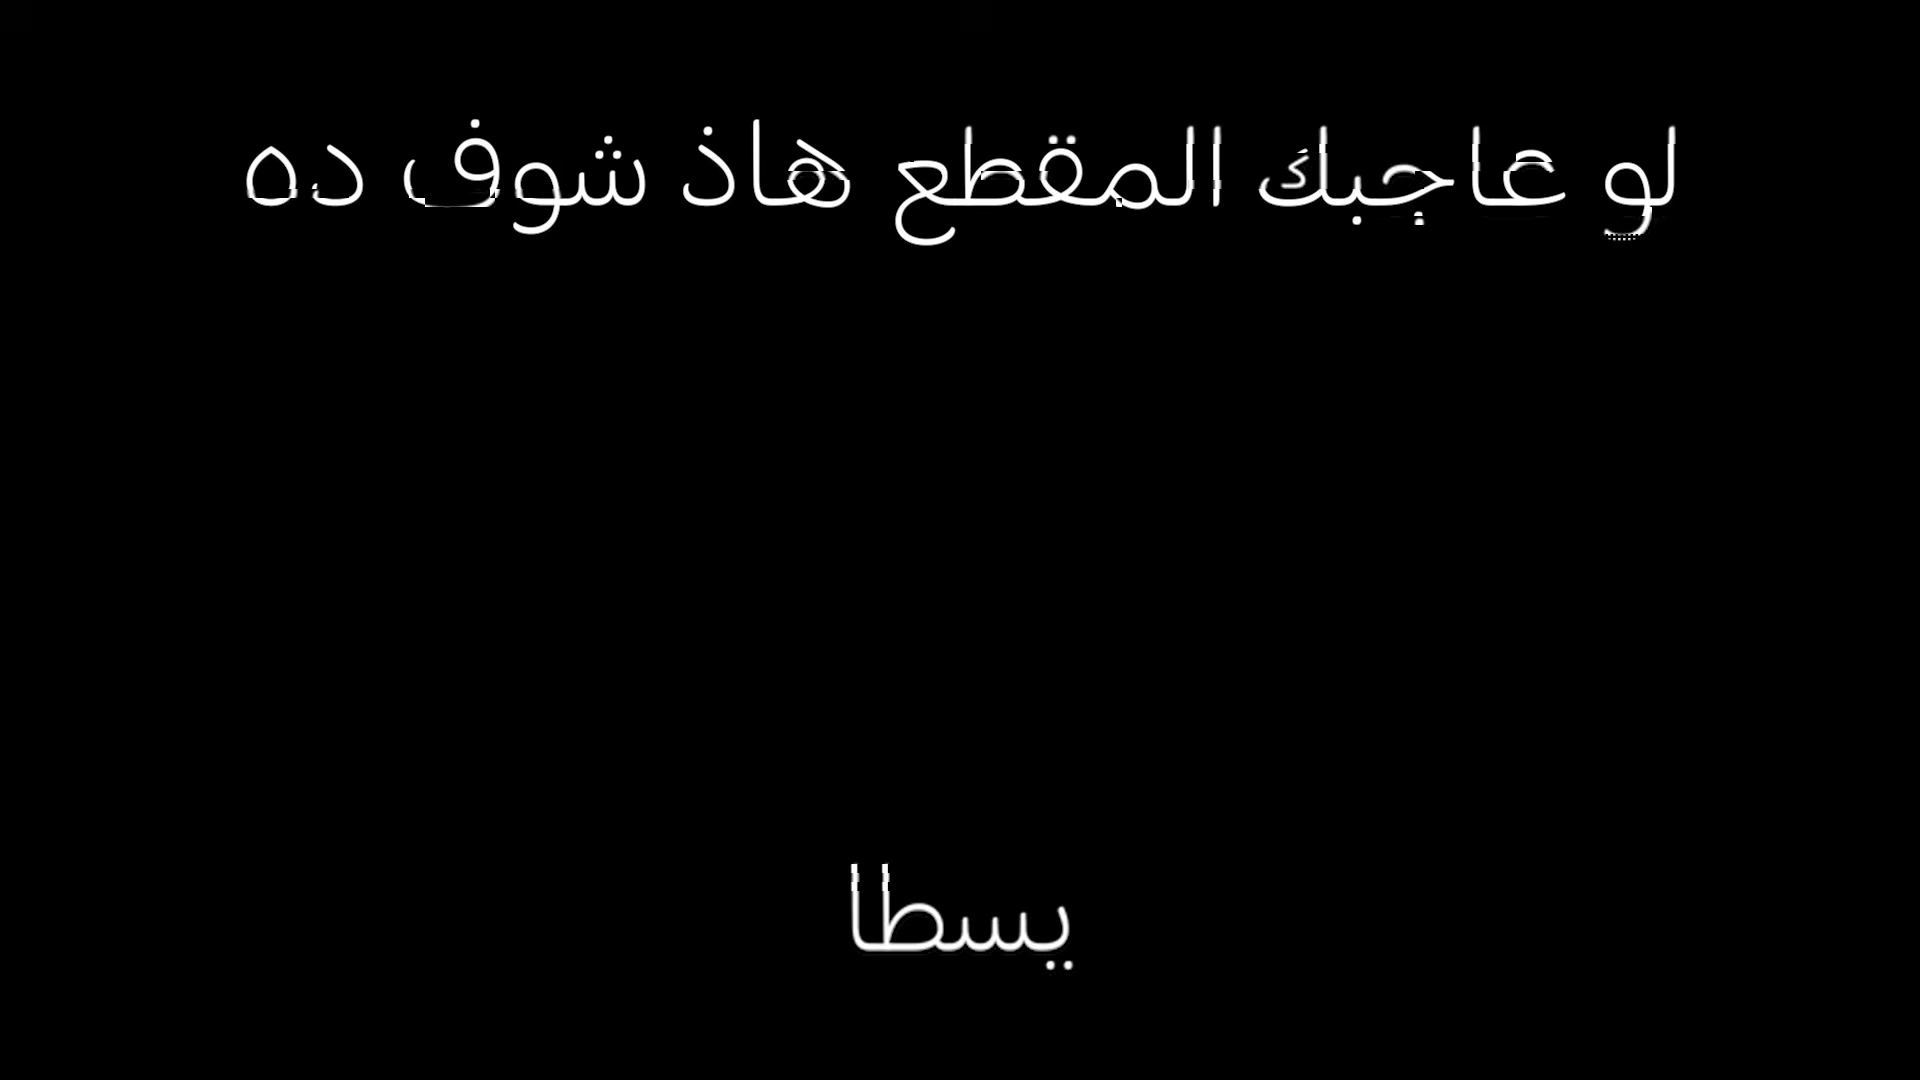 لو عاجبك المقطع هاذ شوف ده
يسطا